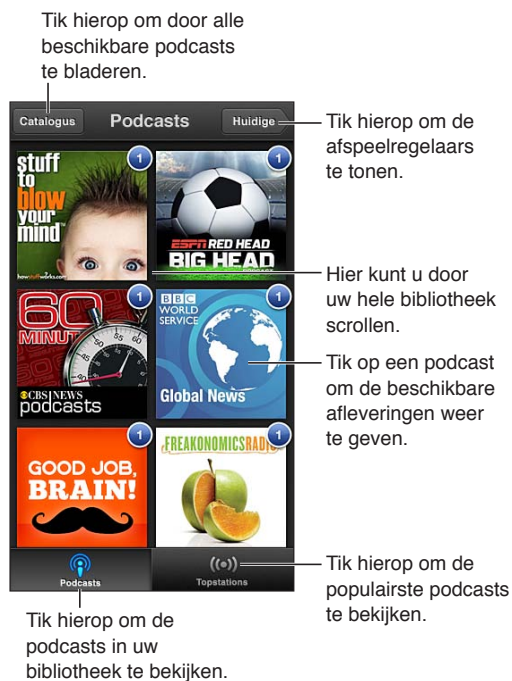 Tik hierop om door alle
beschikbare podcasts
te bladeren.
Catalogus
Podcasts
Huidige
Tik hierop om de
afspeelregelaars
te tonen.
stuff
to
blow
your
mind
howstuffworks.com
1
ESPN RED HEAD
BIG HEAD
1
Hier kunt u door
uw hele bibliotheek
scrollen.
60
MINUT
CBS NEWS
podcasts
1
BBC
WORLD
SERVICE
Global News
1
Tik op een podcast
om de beschikbare
afleveringen weer
te geven.
GOOD JOB,
BRAIN!
1
FREAKONOMICS RADIO
1
Podcasts
Topstations
Tik hierop om de
populairste podcasts
te bekijken.
Tik hierop om de
podcasts in uw
bibliotheek te bekijken.